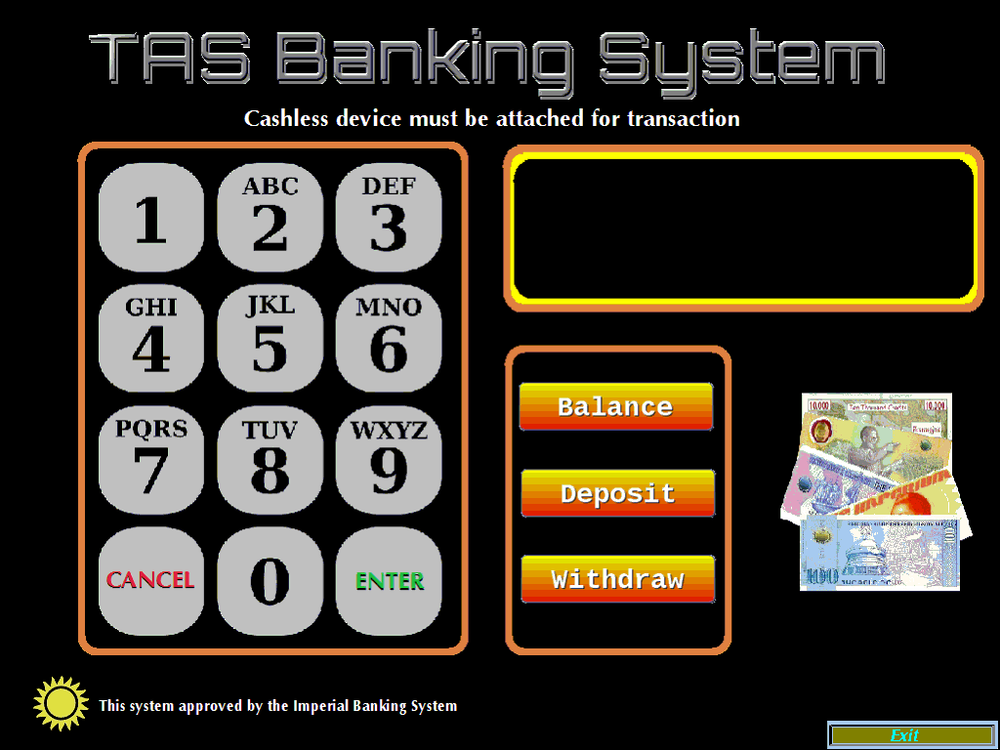 TAS Banking System
Cashless device must be attached for transaction
1
ABC
2
DEF
3
GHI
4
JKL
5
MNO
6
PQRS
7
TUV
8
WXYZ
9
CANCEL
0
ENTER
Balance
Deposit
Withdraw
10,000
Ten Thousand Credits
10,000
100
This system approved by the Imperial Banking System
Exit